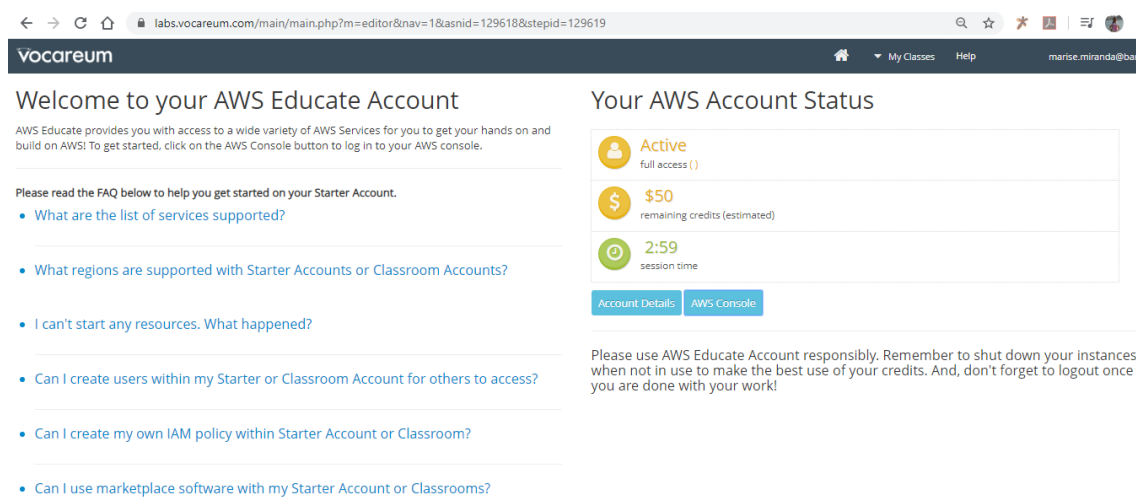 labs.vocareum.com/main/main.php?m=editor&nav=1&asnid=129618&stepid=129619
vocareum
My Classes Help marise.miranda@ba
Welcome to your AWS Educate Account
AWS Educate provides you with access to a wide variety of AWS Services for you to get your hands on and
build on AWS! To get started, click on the AWS Console button to log in to your AWS console.
Please read the FAQ below to help you get started on your Starter Account.
• What are the list of services supported?
• What regions are supported with Starter Accounts or Classroom Accounts?
• I can't start any resources. What happened?
• Can I create users within my Starter or Classroom Account for others to access?
• Can I create my own IAM policy within Starter Account or Classroom?
• Can I use marketplace software with my Starter Account or Classrooms?
Your AWS Account Status
Active
full access ( )
$50
remaining credits (estimated)
2:59
session time
Account Details AWS Console
Please use AWS Educate Account responsibly. Remember to shut down your instances
when not in use to make the best use of your credits. And, don't forget to logout once
you are done with your work!